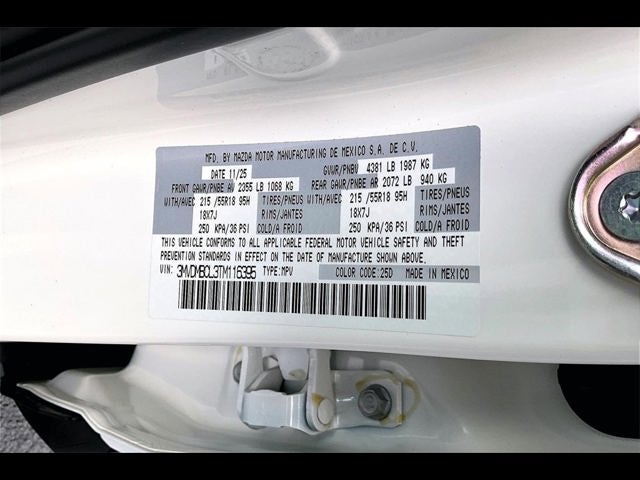 MFD. BY MAZDA MOTOR MANUFACTURING DE MEXICO S.A. DE C.V.
DATE 11/25 GVWR/PNBV 4381 LB 1987 KG
FRONT GAWR/PNBE AV 2355 LB 1068 KG REAR GAWR/PNBE AR 2072 LB 940 KG
WITH/AVEC 215 /55R18 95H TIRES/PNEUS WITH/AVEC 215 /55R18 95H TIRES/PNEUS
18X7J RIMS/JANTES 18X7J RIMS/JANTES
250 KPA/36 PSI COLD/A FROID 250 KPA/36 PSI COLD/A FROID
THIS VEHICLE CONFORMS TO ALL APPLICABLE FEDERAL MOTOR VEHICLE SAFETY AND THEFT
PREVENTION STANDARDS IN EFFECT ON THE DATE OF MANUFACTURE SHOWN ABOVE.
VIN: 3MVDMBCL3TM116395 TYPE: MPV COLOR CODE: 25D MADE IN MEXICO